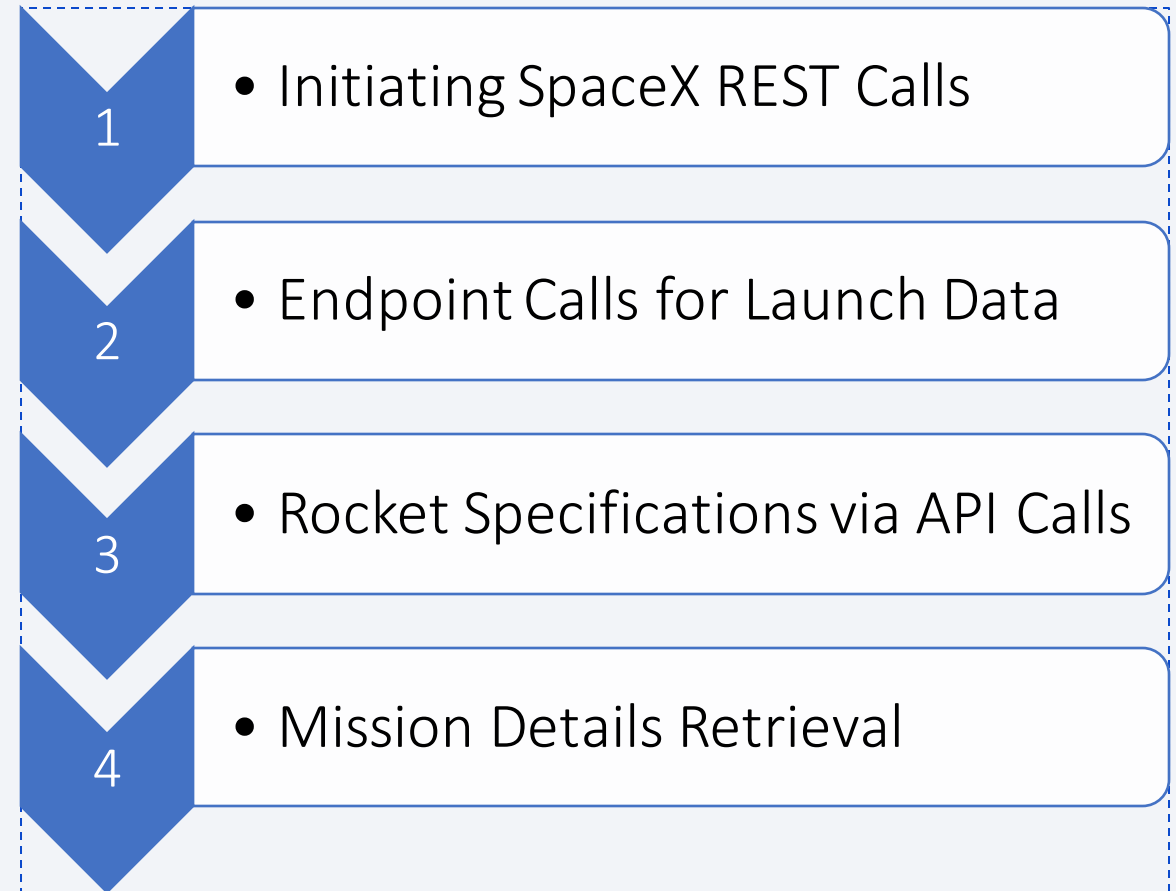 1
• Initiating SpaceX REST Calls
2
• Endpoint Calls for Launch Data
3
• Rocket Specifications via API Calls
4
• Mission Details Retrieval